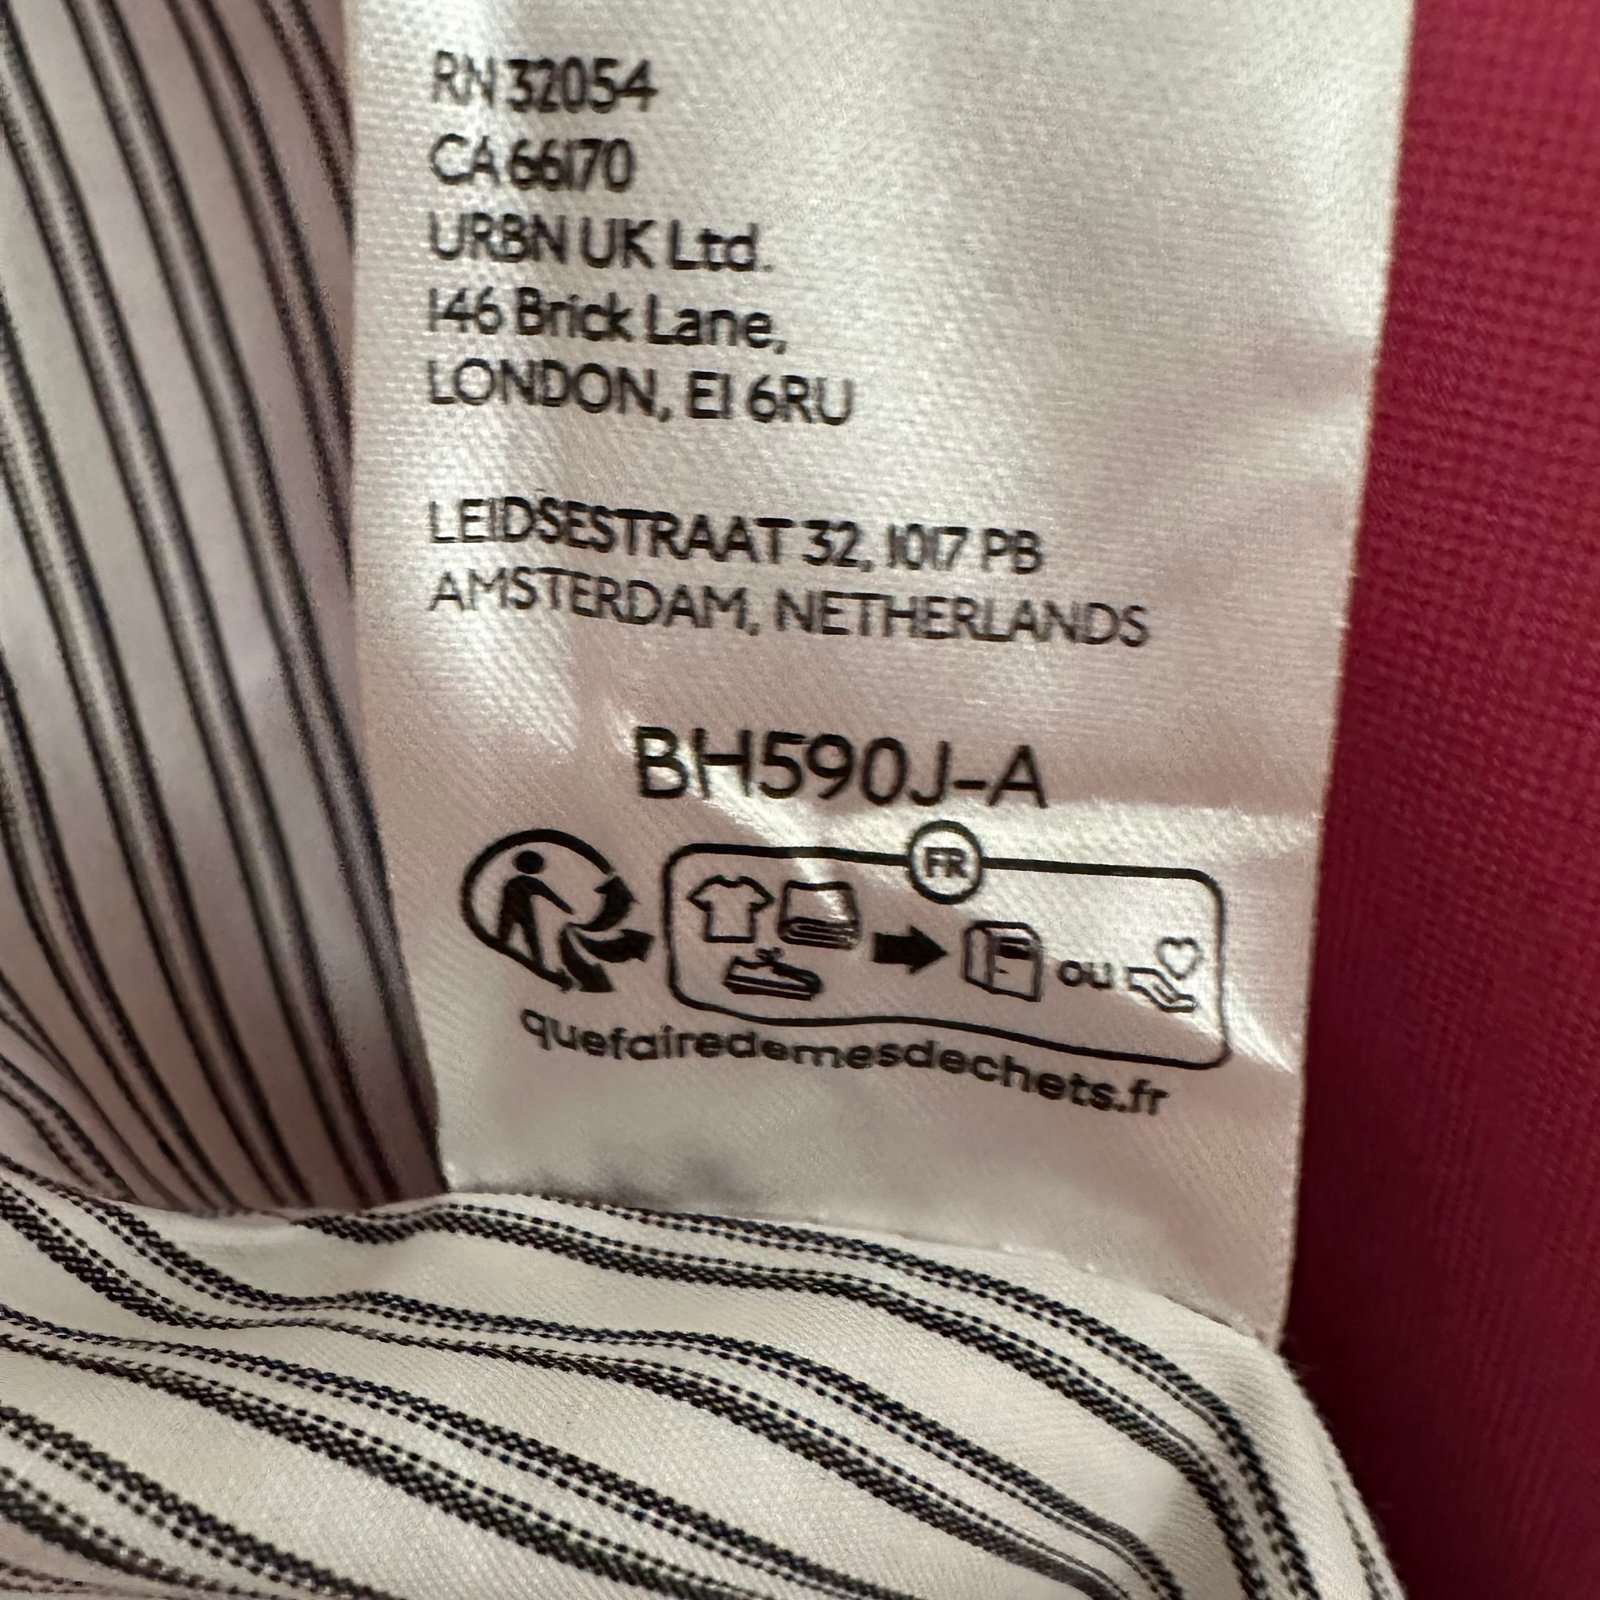 RN 32054
CA 66170
URBN UK Ltd.
146 Brick Lane,
LONDON, E1 6RU
LEIDSESTRAAT 32, 1017 PB
AMSTERDAM, NETHERLANDS
BH590J-A
FR
ou
quefairedemesdechets.fr